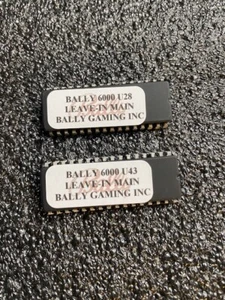 BALLY 6000 U28
LEAVE-IN MAIN
BALLY GAMING INC
BALLY 6000 U43
LEAVE-IN MAIN
BALLY GAMING INC